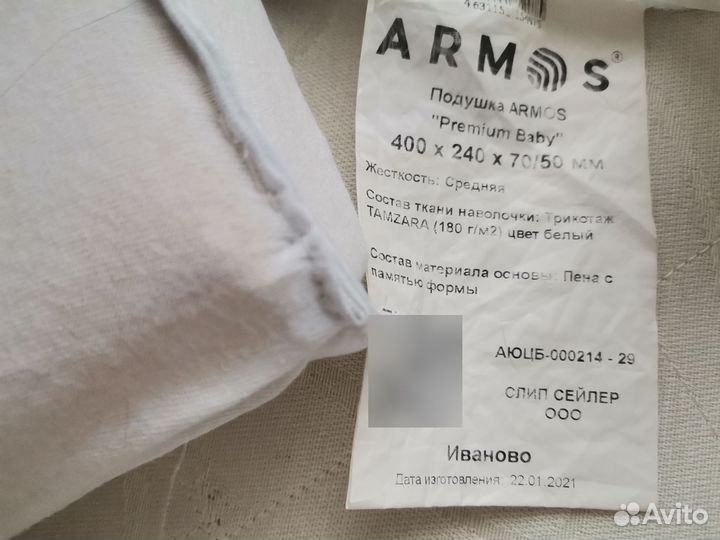 ARMOS®
Подушка ARMOS
"Premium Baby"
400 x 240 x 70/50 мм
Жесткость: Средняя
Состав ткани наволочки: Трикотаж
TAMZARA (180 г/м2) цвет белый
Состав материала основы: Пена с
памятью формы
АЮЦБ-000214 - 29
СЛИП СЕЙЛЕР
ООО
Иваново
Дата изготовления: 22.01.2021
Avito